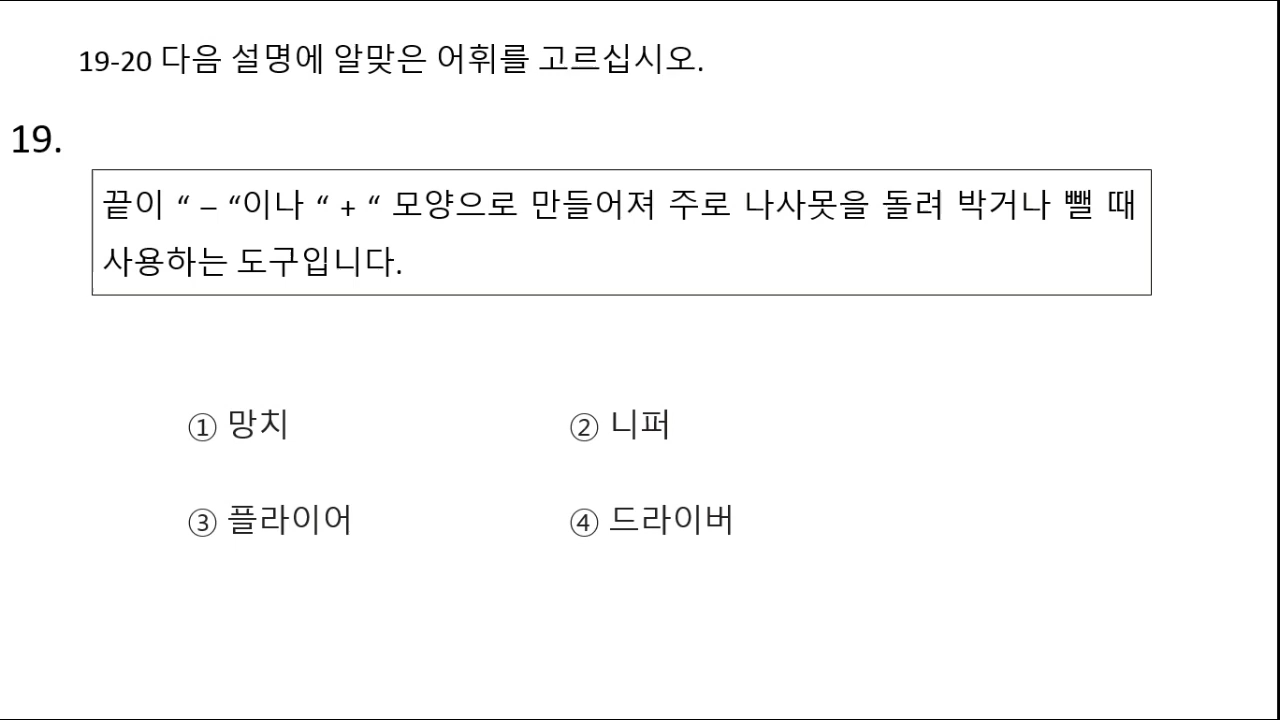 19-20 다음 설명에 알맞은 어휘를 고르십시오.
19.
끝이 “ – “이나 “ + “ 모양으로 만들어져 주로 나사못을 돌려 박거나 뺄 때
사용하는 도구입니다.
① 망치 ② 니퍼
③ 플라이어 ④ 드라이버